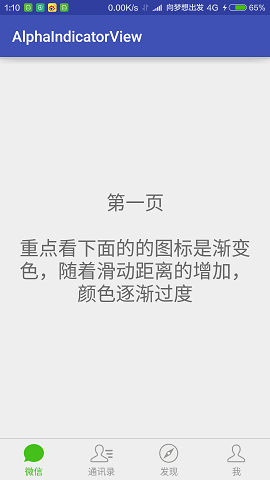 1:10 0.00K/s 向梦想出发 4G 65%
AlphaIndicatorView
第一页
重点看下面的的图标是渐变
色，随着滑动距离的增加，
颜色逐渐过度
微信 通讯录 发现 我